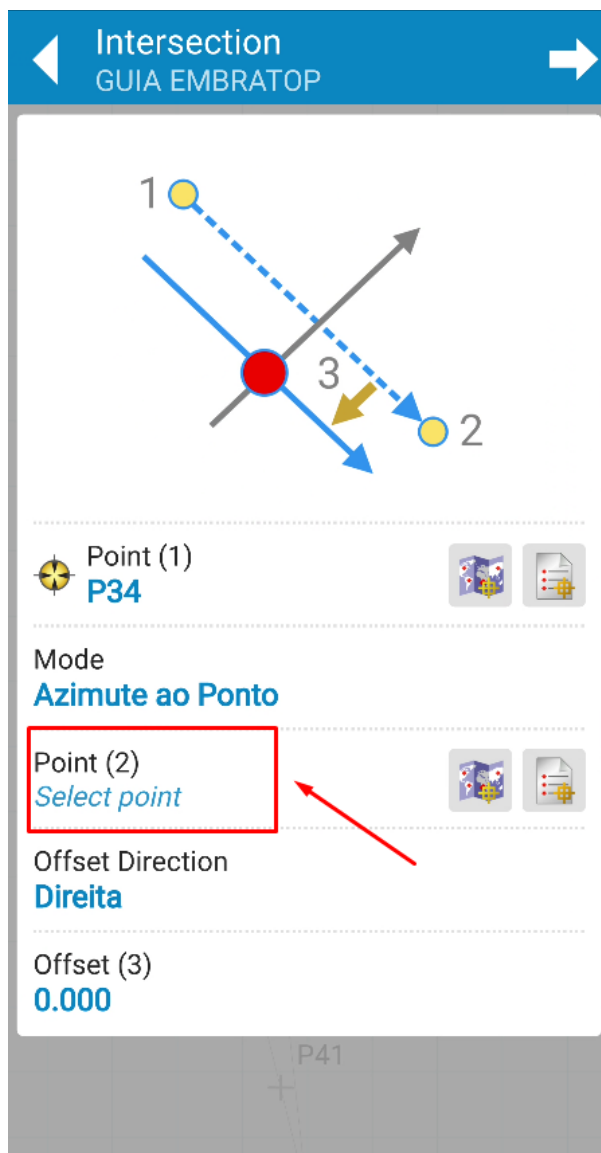 Intersection
GUIA EMBRATOP
1
3
2
Point (1)
P34
Mode
Azimute ao Ponto
Point (2)
Select point
Offset Direction
Direita
Offset (3)
0.000
P41